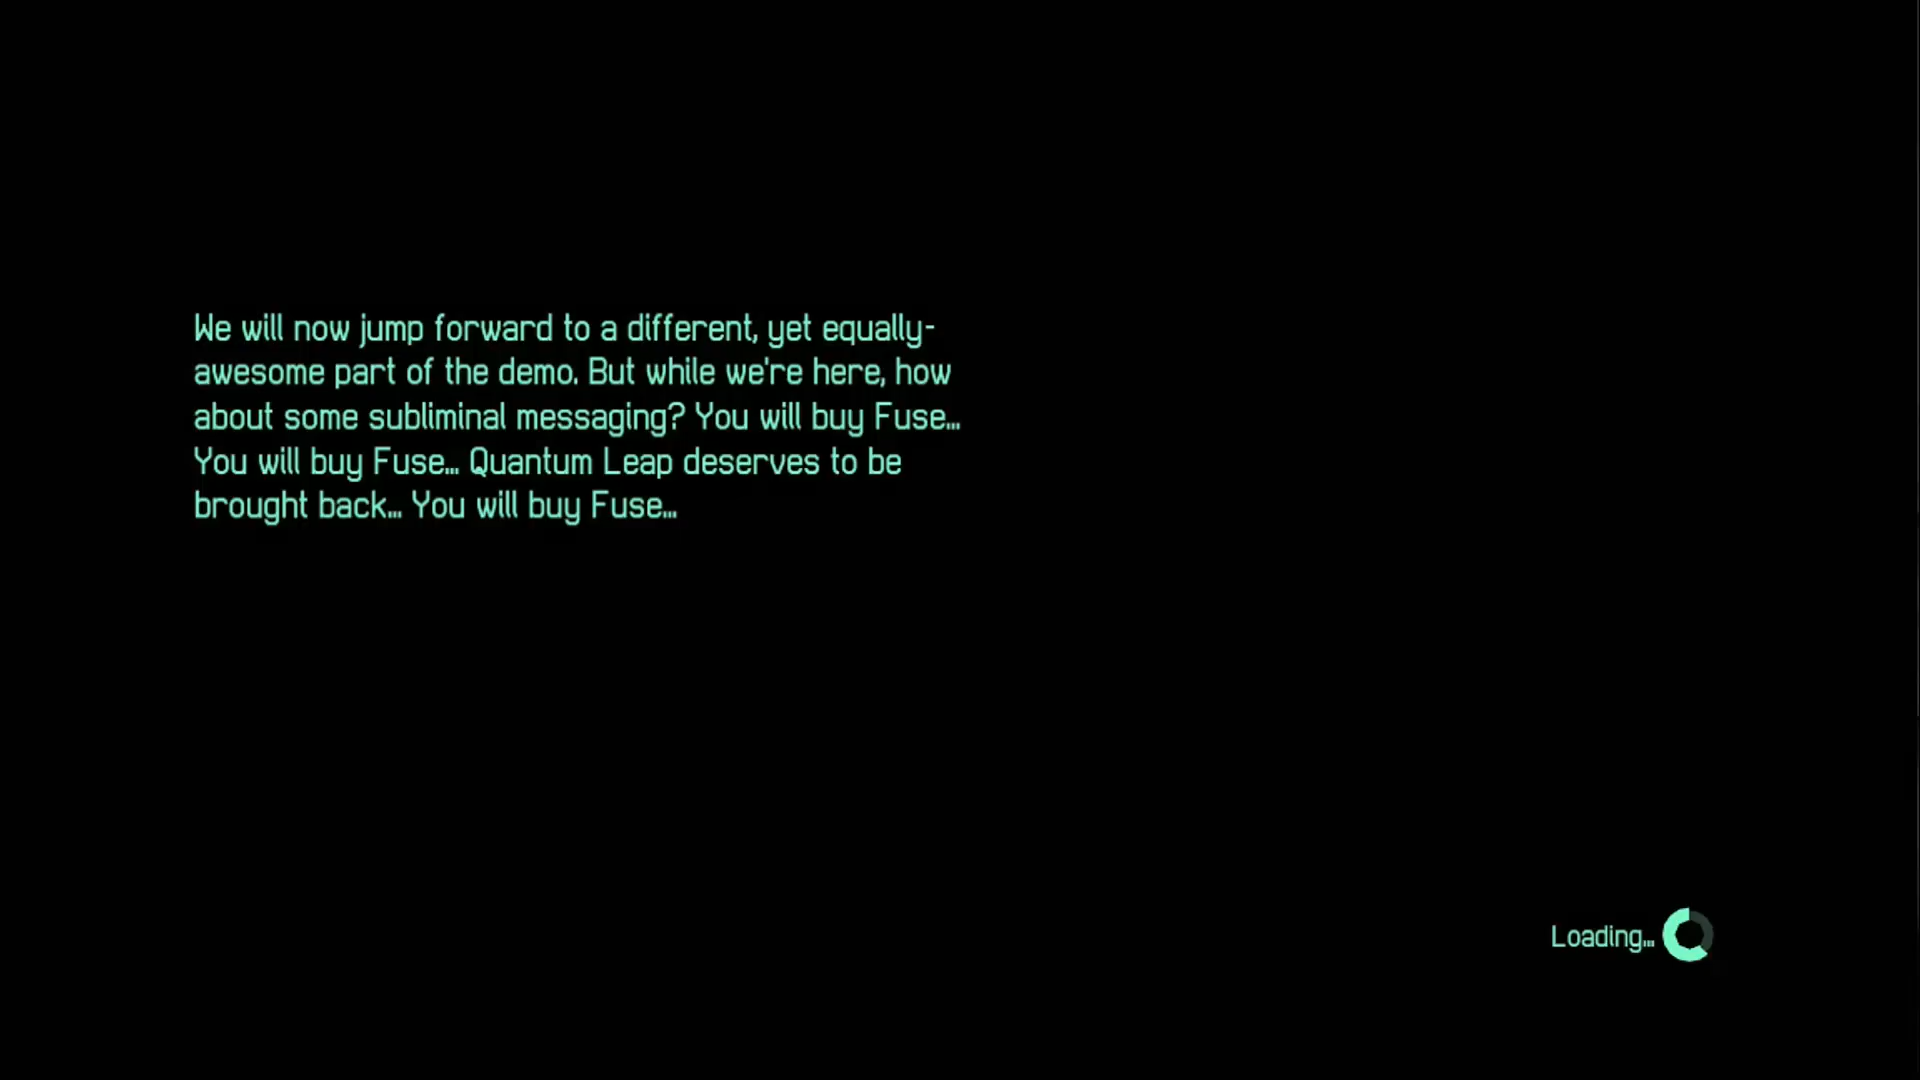 We will now jump forward to a different, yet equally-
awesome part of the demo. But while we're here, how
about some subliminal messaging? You will buy Fuse...
You will buy Fuse... Quantum Leap deserves to be
brought back... You will buy Fuse...
Loading...